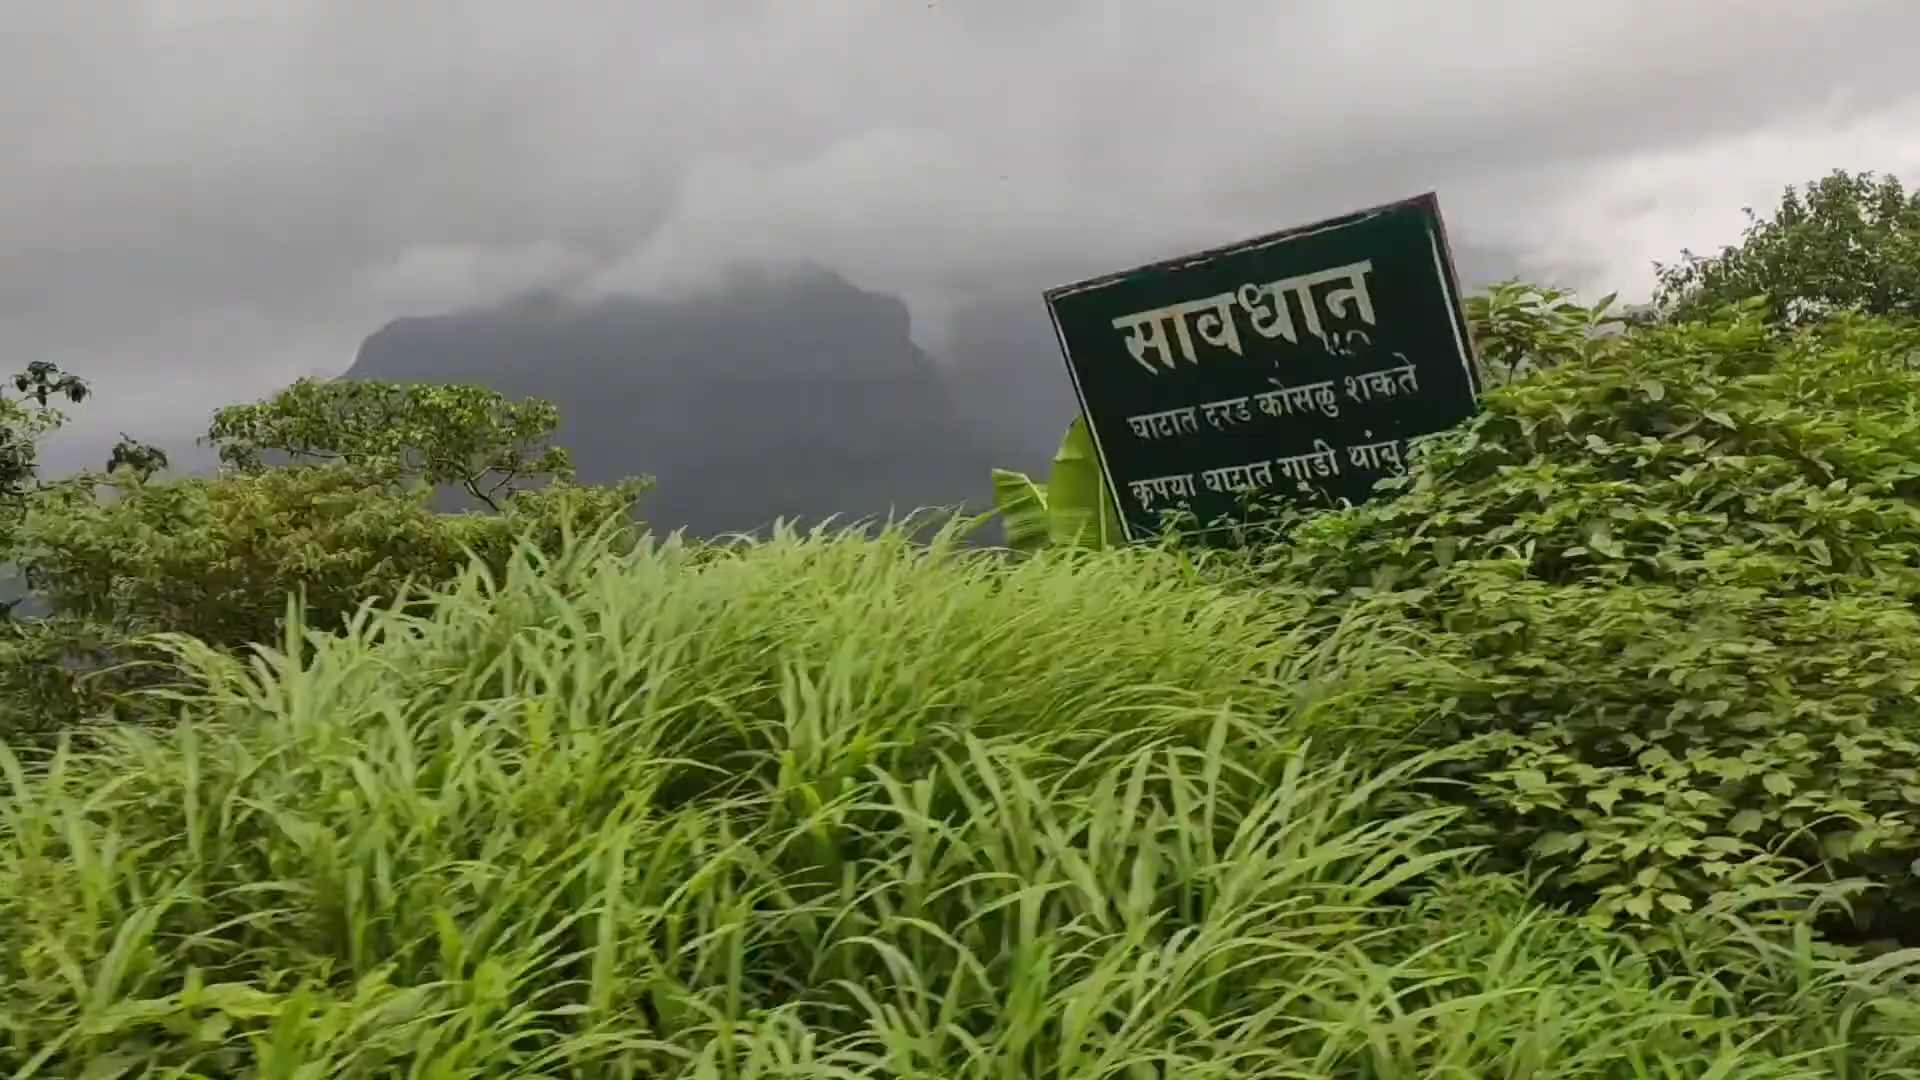 सावधान
घाटात दरड कोसळु शकते
कृपया घाटात गाडी थांबु